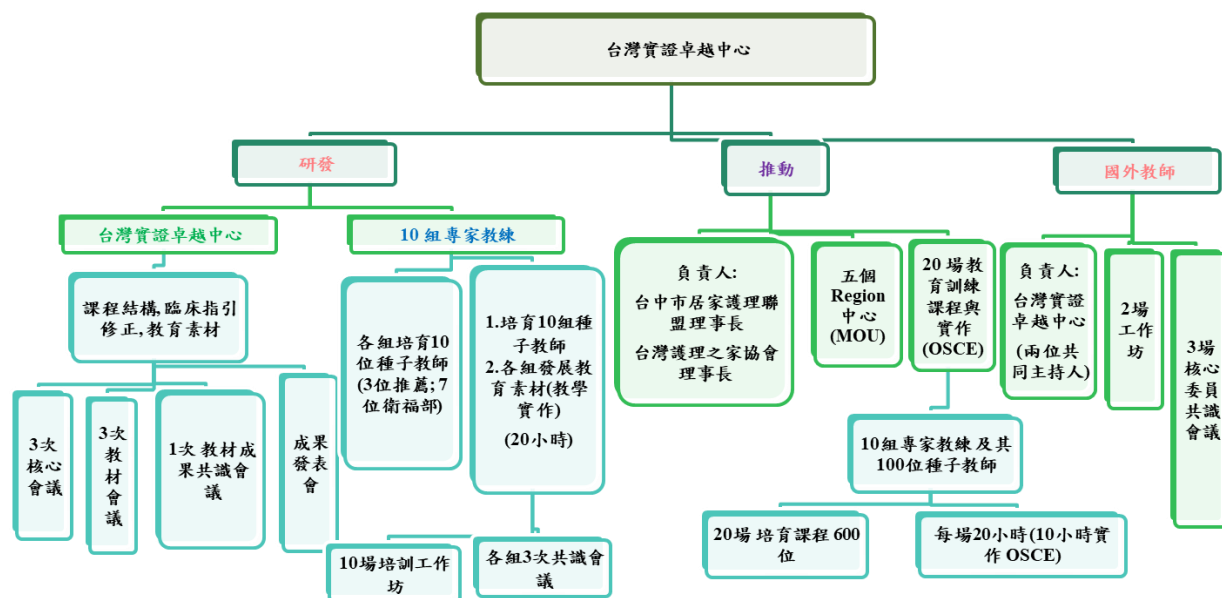 台灣實證卓越中心
研發
推動
國外教師
台灣實證卓越中心
10 組專家教練
課程結構, 臨床指引
修正, 教育素材
3次
核心
會議
3次
教
材
會
議
1次 教材成
果共識會
議
成果
發表
會
各組培育10
位種子教師
(3位推薦; 7
位衛福部)
1.培育10組種
子教師
2.各組發展教
育素材(教學
實作)
(20小時)
10場培訓工作
坊
各組3次共識會
議
負責人:
台中市居家護理聯
盟理事長
台灣護理之家協會
理事長
五個
Region
中心
(MOU)
20 場教
育訓練
課程與
實作
(OSCE)
10組專家教練 及其
100位種子教師
20場 培育課程 600
位
每場20小時(10小時實
作 OSCE)
負責人:
台灣實證
卓越中心
(兩位共
同主持人)
2場
工作
坊
3場
核心
委員
共識
會議